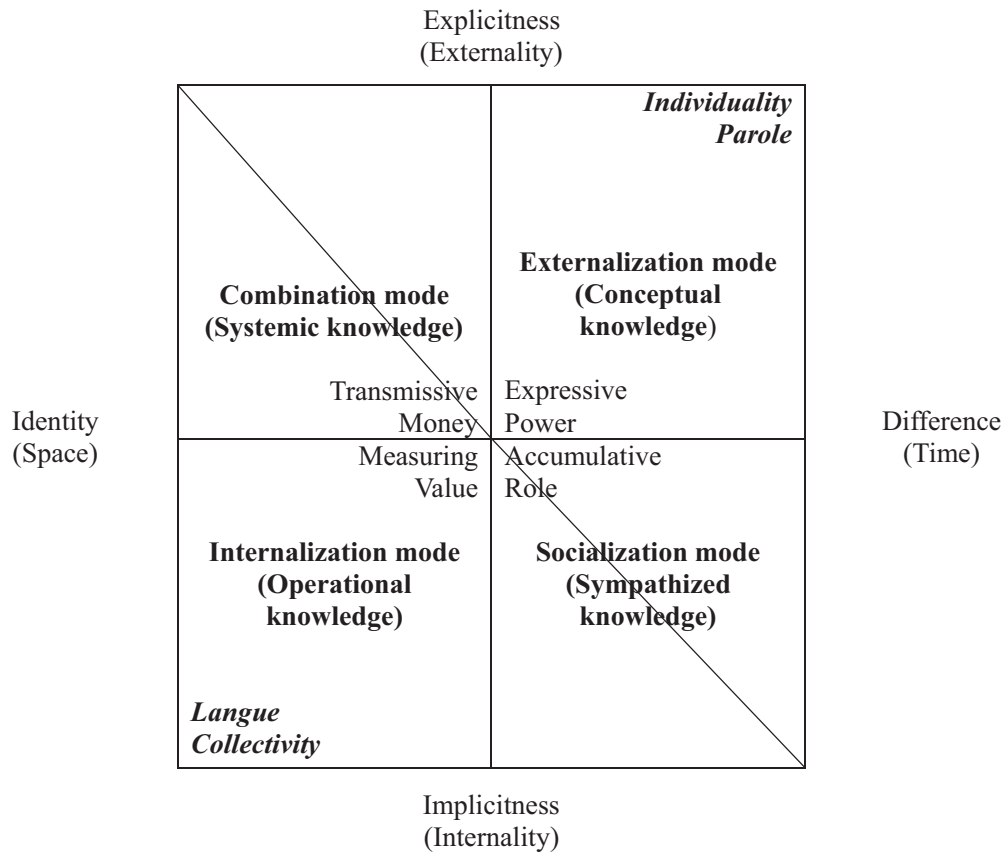 Explicitness
(Externality)
Individuality
Parole
Externalization mode
(Conceptual
knowledge)
Combination mode
(Systemic knowledge)
Transmissive
Money
Expressive
Power
Identity
(Space)
Difference
(Time)
Measuring
Value
Accumulative
Role
Internalization mode
(Operational
knowledge)
Socialization mode
(Sympathized
knowledge)
Langue
Collectivity
Implicitness
(Internality)